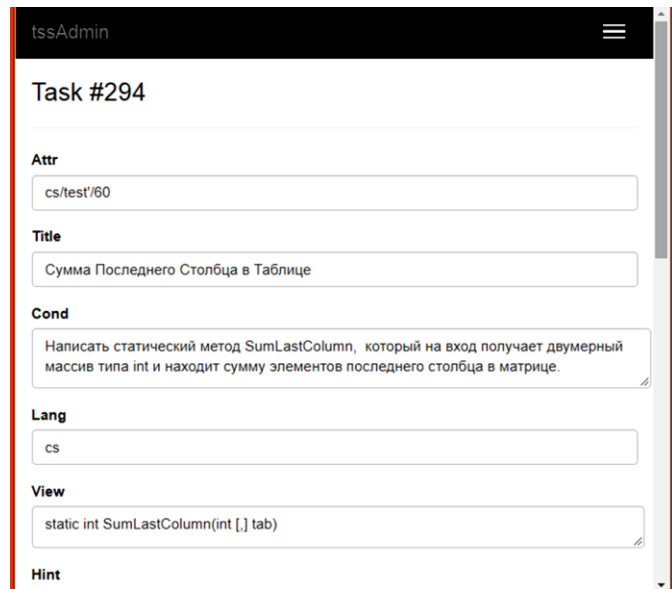 tssAdmin
Task #294
Attr
cs/test'/60
Title
Сумма Последнего Столбца в Таблице
Cond
Написать статический метод SumLastColumn,  который на вход получает двумерный
массив типа int и находит сумму элементов последнего столбца в матрице.
Lang
cs
View
static int SumLastColumn(int [,] tab)
Hint